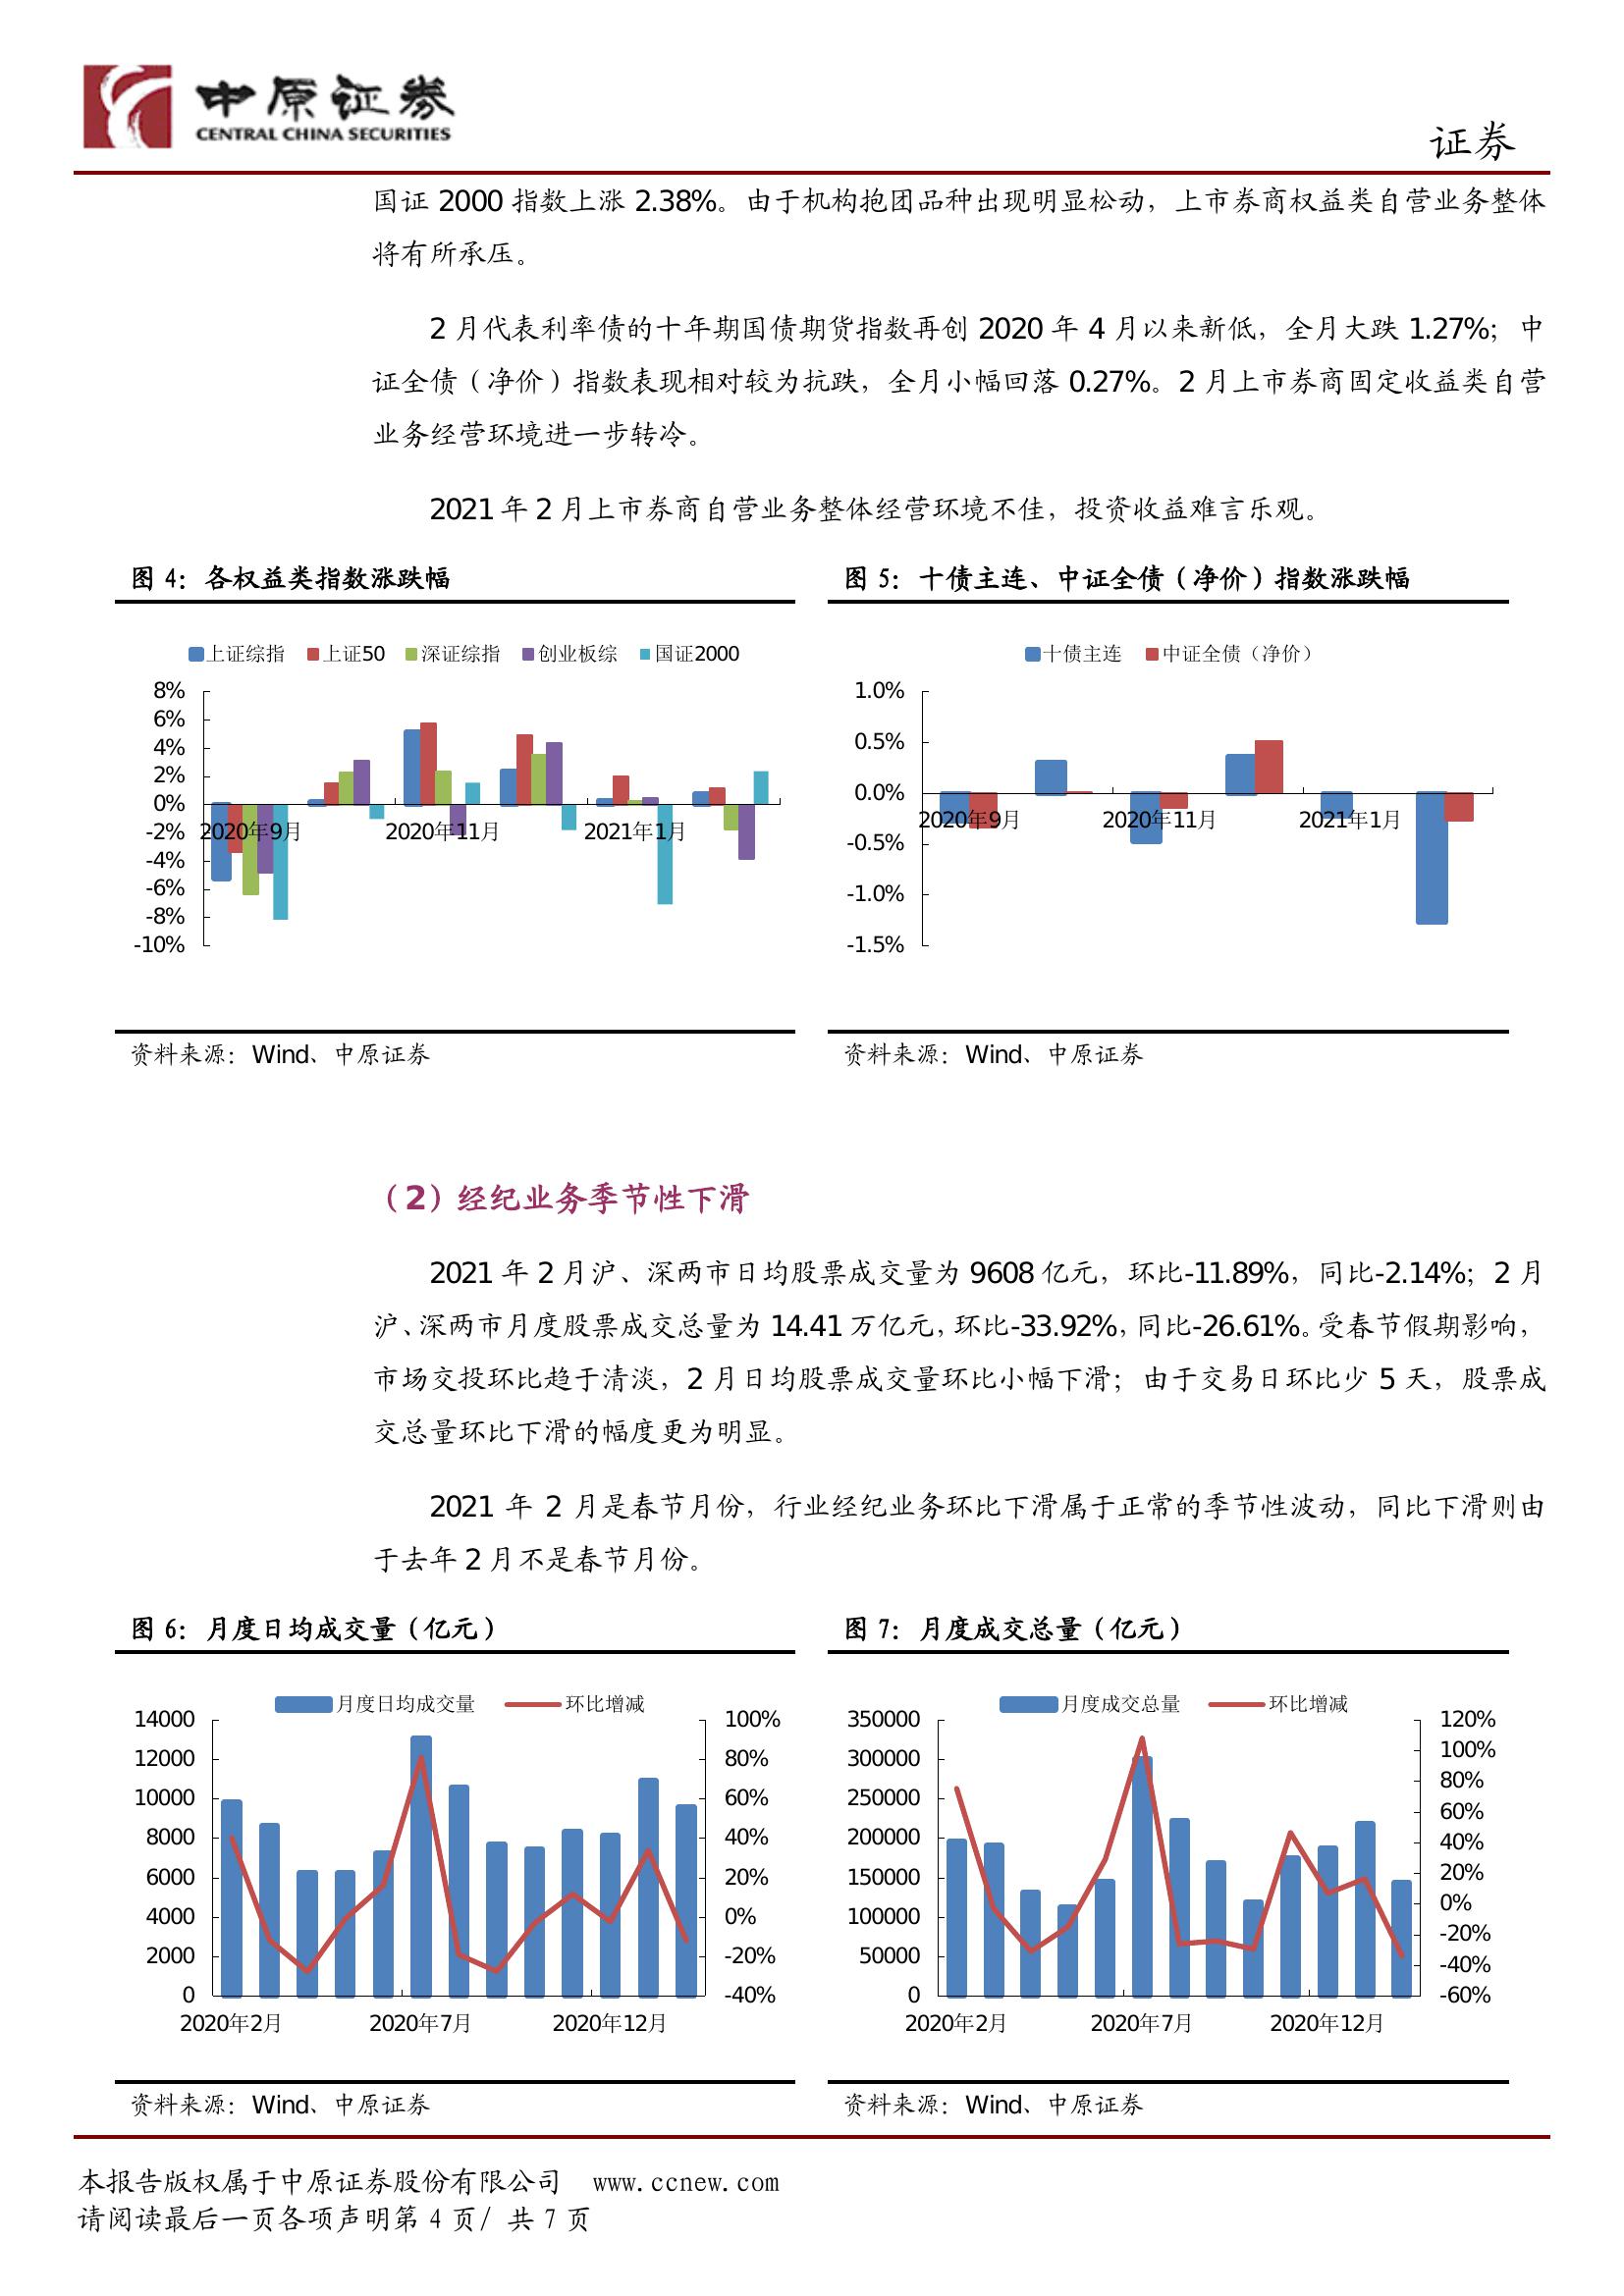 中原证券
CENTRAL CHINA SECURITIES
证券
国证 2000 指数上涨 2.38%。由于机构抱团品种出现明显松动，上市券商权益类自营业务整体
将有所承压。
2 月代表利率债的十年期国债期货指数再创 2020 年 4 月以来新低，全月大跌 1.27%；中
证全债（净价）指数表现相对较为抗跌，全月小幅回落 0.27%。2 月上市券商固定收益类自营
业务经营环境进一步转冷。
2021 年 2 月上市券商自营业务整体经营环境不佳，投资收益难言乐观。
图 4：各权益类指数涨跌幅
上证综指 上证50 深证综指 创业板综 国证2000
8%
6%
4%
2%
0%
-2%
-4%
-6%
-8%
-10%
2020年9月 2020年11月 2021年1月
资料来源：Wind、中原证券
图 5：十债主连、中证全债（净价）指数涨跌幅
十债主连 中证全债（净价）
1.0%
0.5%
0.0%
-0.5%
-1.0%
-1.5%
2020年9月 2020年11月 2021年1月
资料来源：Wind、中原证券
（2）经纪业务季节性下滑
2021 年 2 月沪、深两市日均股票成交量为 9608 亿元，环比-11.89%，同比-2.14%；2 月
沪、深两市月度股票成交总量为 14.41 万亿元，环比-33.92%，同比-26.61%。受春节假期影响，
市场交投环比趋于清淡，2 月日均股票成交量环比小幅下滑；由于交易日环比少 5 天，股票成
交总量环比下滑的幅度更为明显。
2021 年 2 月是春节月份，行业经纪业务环比下滑属于正常的季节性波动，同比下滑则由
于去年 2 月不是春节月份。
图 6：月度日均成交量（亿元）
月度日均成交量 环比增减
14000
12000
10000
8000
6000
4000
2000
0
100%
80%
60%
40%
20%
0%
-20%
-40%
2020年2月 2020年7月 2020年12月
资料来源：Wind、中原证券
图 7：月度成交总量（亿元）
月度成交总量 环比增减
350000
300000
250000
200000
150000
100000
50000
0
120%
100%
80%
60%
40%
20%
0%
-20%
-40%
-60%
2020年2月 2020年7月 2020年12月
资料来源：Wind、中原证券
本报告版权属于中原证券股份有限公司 www.ccnew.com
请阅读最后一页各项声明第 4 页/ 共 7 页